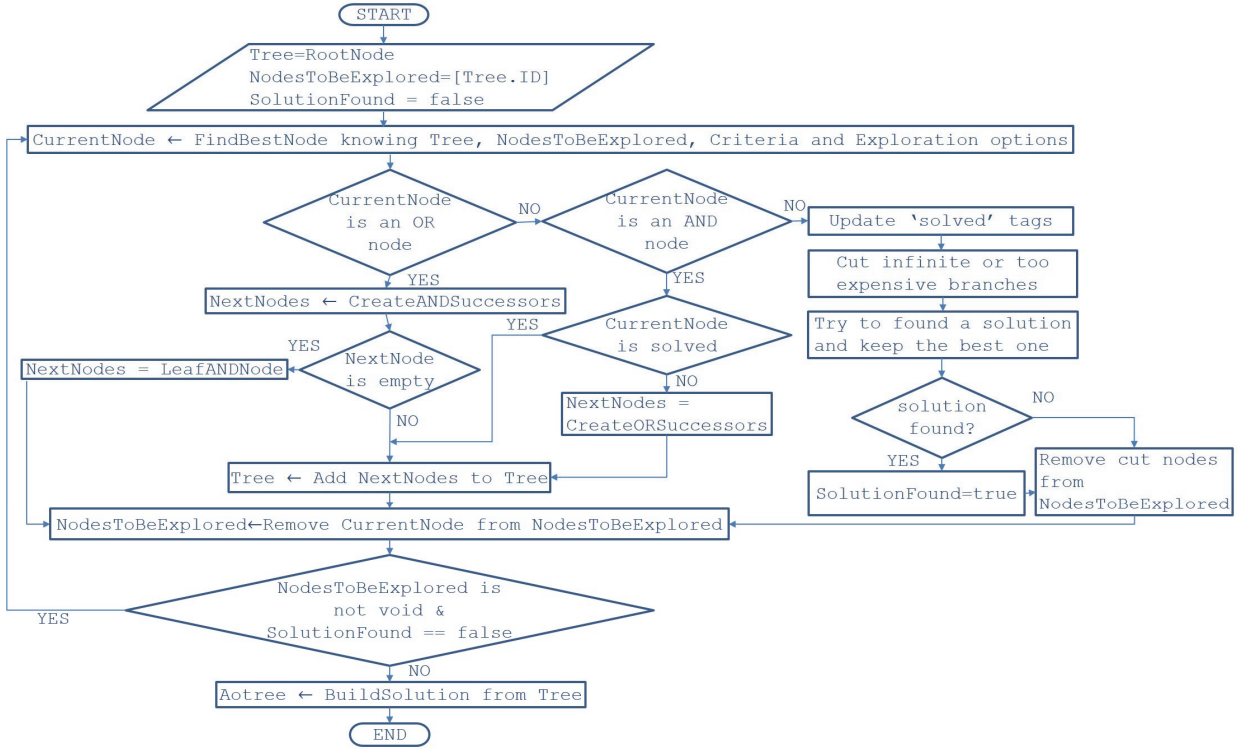 START
Tree=RootNode
NodesToBeExplored=[Tree.ID]
SolutionFound = false
CurrentNode ← FindBestNode knowing Tree, NodesToBeExplored, Criteria and Exploration options
CurrentNode
is an OR
node
NO
CurrentNode
is an AND
node
NO
Update ‘solved’ tags
YES
YES
Cut infinite or too
expensive branches
NextNodes ← CreateANDSuccessors
CurrentNode
is solved
YES
NO
Try to found a solution
and keep the best one
NextNode
is empty
YES
NO
NextNodes = LeafANDNode
NextNodes =
CreateORSuccessors
solution
found?
NO
YES
Tree ← Add NextNodes to Tree
SolutionFound=true
Remove cut nodes
from
NodesToBeExplored
NodesToBeExplored←Remove CurrentNode from NodesToBeExplored
NodesToBeExplored is
not void &
SolutionFound == false
YES
NO
Aotree ← BuildSolution from Tree
END